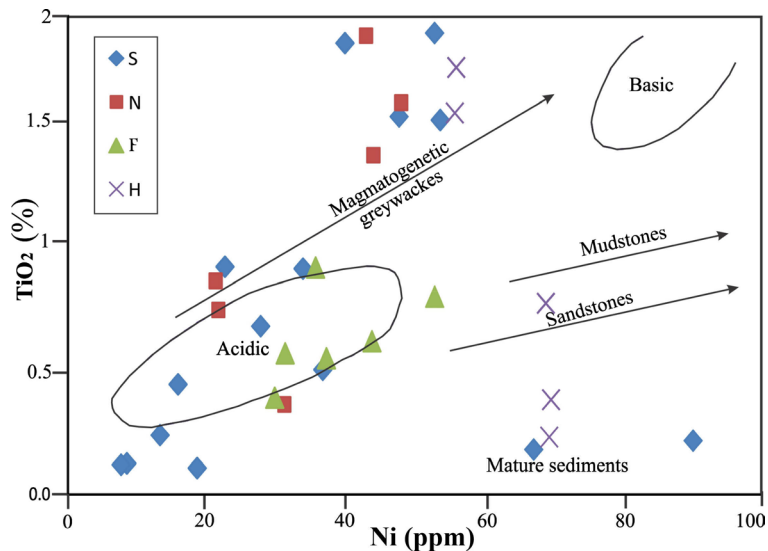 2
S
N
F
H
Basic
1.5
Magmatogenetic
greywackes
TiO₂ (%)
1
Mudstones
Sandstones
Acidic
0.5
Mature sediments
0.0
0
20
40
60
80
100
Ni (ppm)